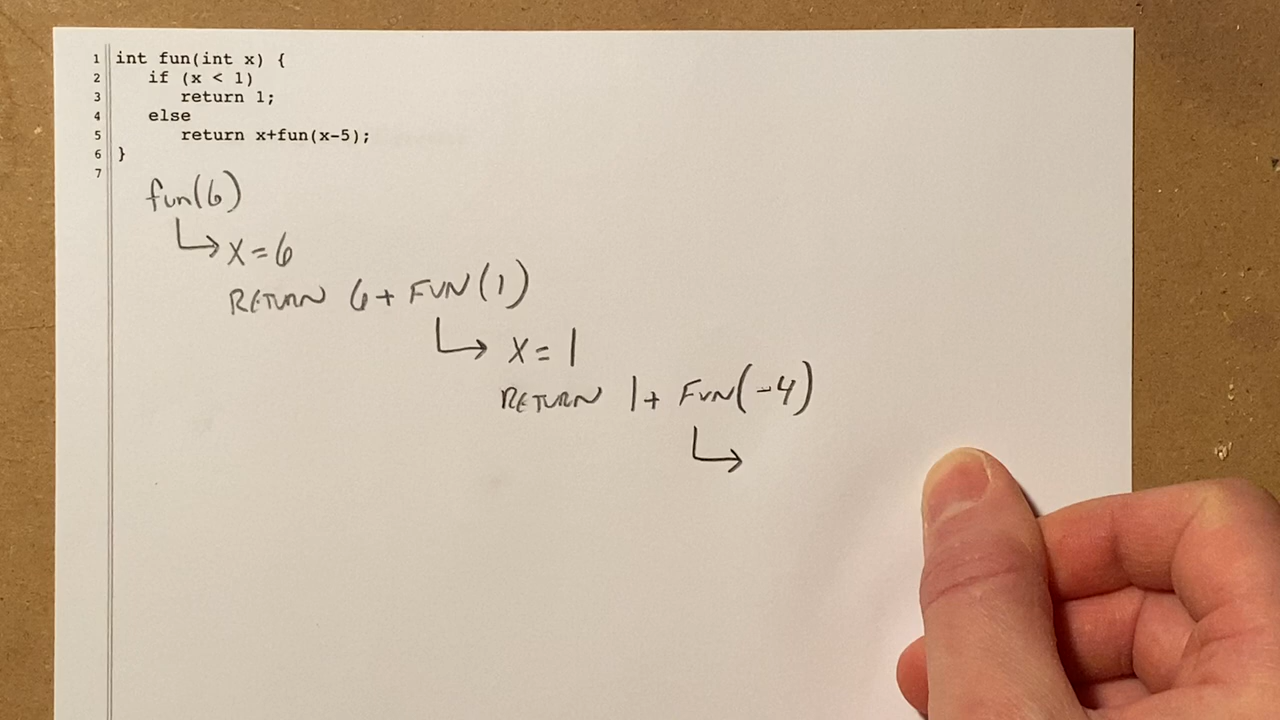 1 int fun(int x) {
2 if (x < 1)
3 return 1;
4 else
5 return x+fun(x-5);
6 }
7
fun(6)
x=6
RETURN 6+ FUN(1)
x=1
RETURN 1+ FUN(-4)